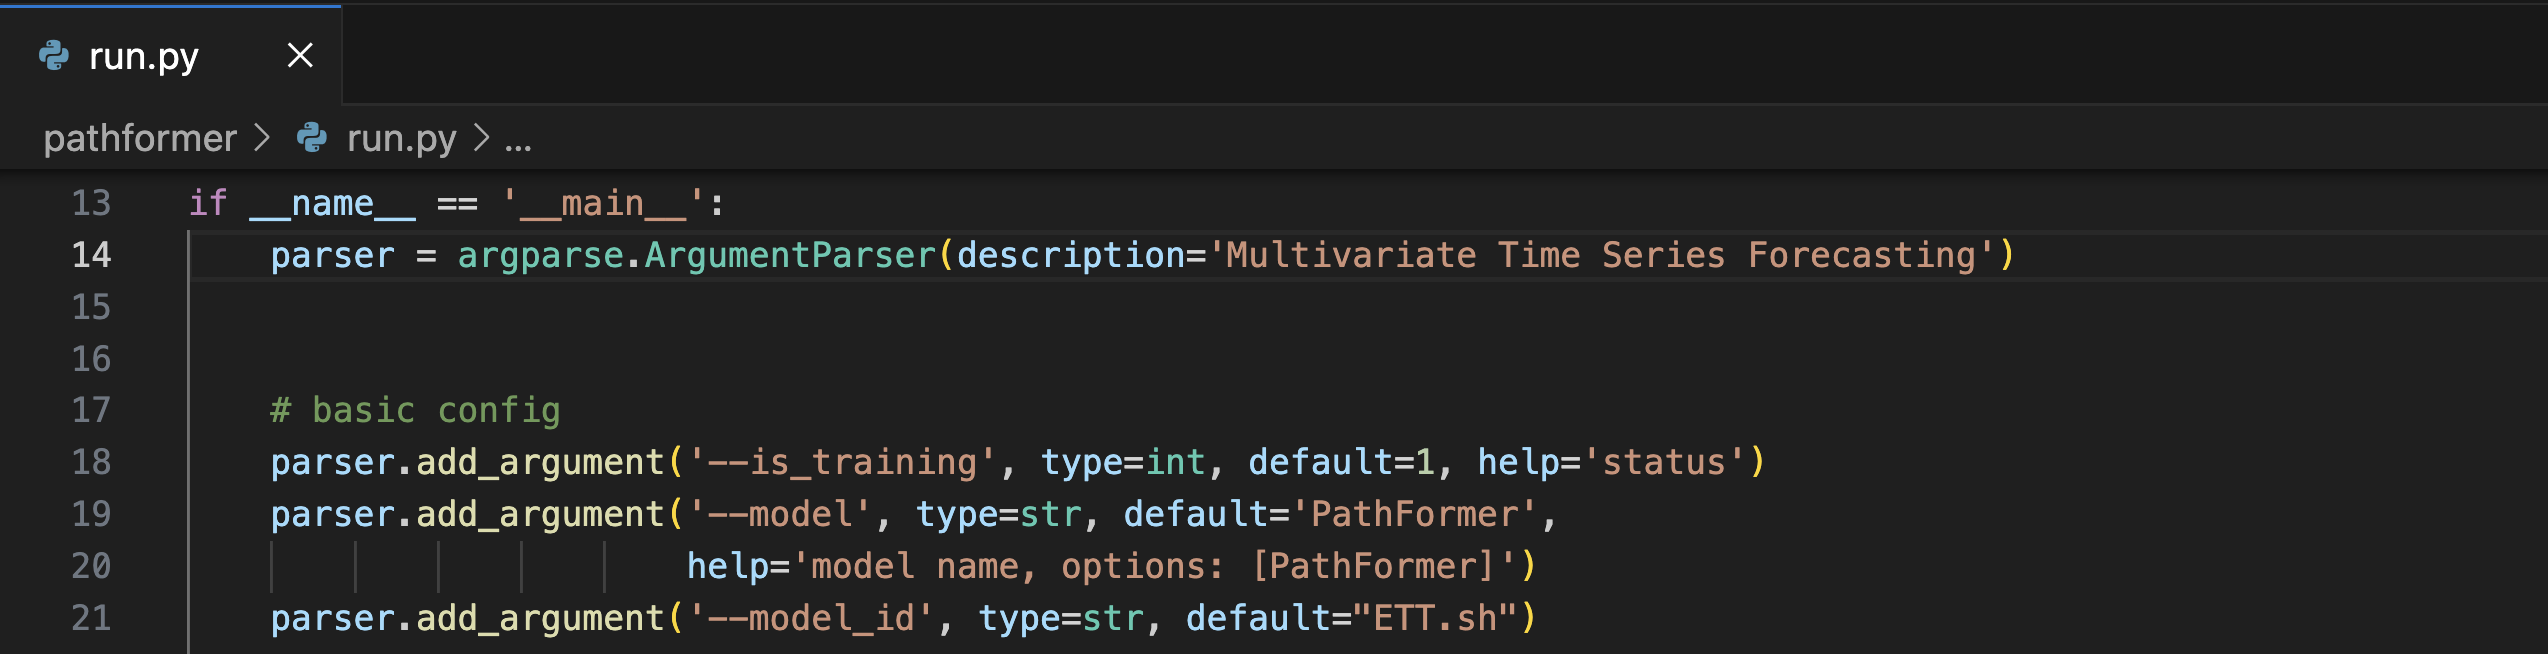 run.py
pathformer > run.py > ...
13 if __name__ == '__main__':
14 parser = argparse.ArgumentParser(description='Multivariate Time Series Forecasting')
15
16
17 # basic config
18 parser.add_argument('--is_training', type=int, default=1, help='status')
19 parser.add_argument('--model', type=str, default='PathFormer',
20 help='model name, options: [PathFormer]')
21 parser.add_argument('--model_id', type=str, default="ETT.sh")